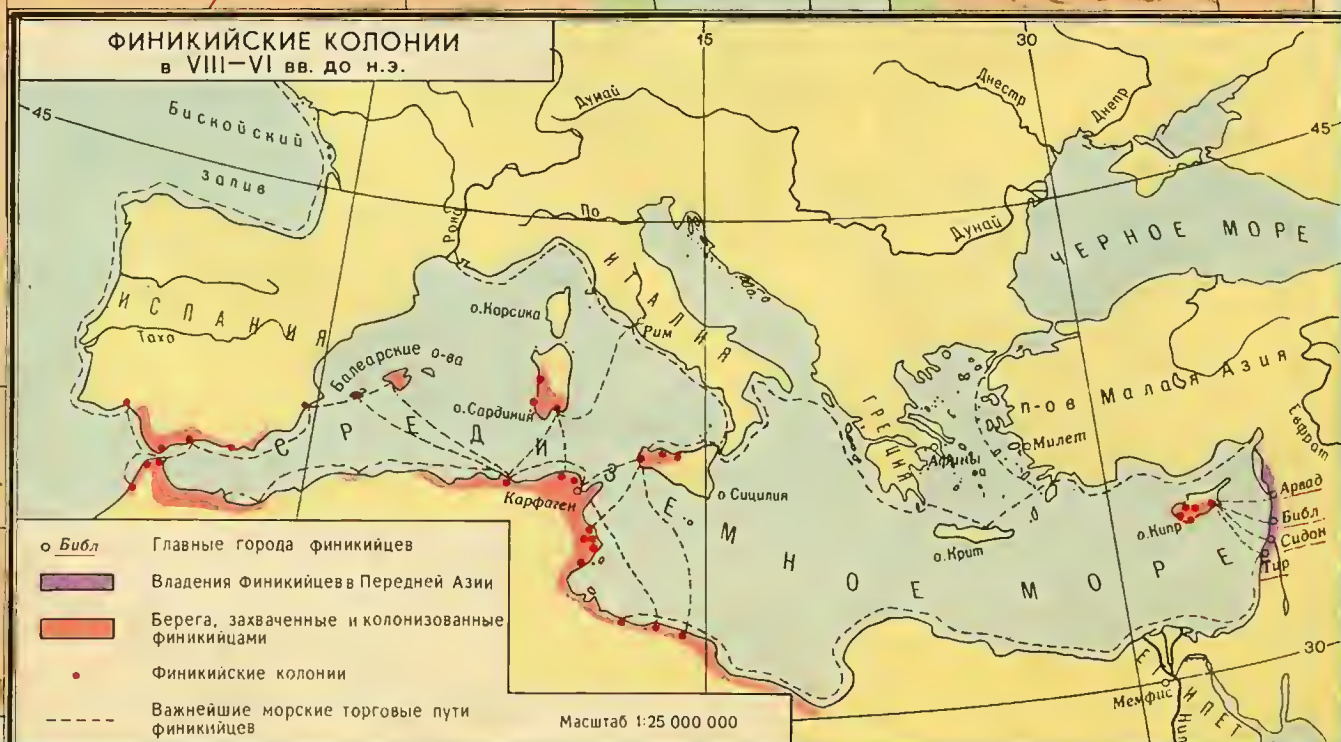 ФИНИКИЙСКИЕ КОЛОНИИ
в VIII—VI вв. до н.э.
15
30
45
45
Бискойский
запив
Дунай
Днестр
Днепр
Рона
По
Дунай
ЧЕРНОЕ МОРЕ
ИСПАНИЯ
Тахо
ИТАЛИЯ
о.Корсика
Рим
Балеарские о-ва
о.Сардиния
п-ов Малая Азия
Евфрат
ГРЕЦИЯ
Афины
Милет
Карфаген
о Сицилия
о.Крит
о.Кипр
Арвад
Библ
Сидон
Тир
СРЕДИЗЕМНОЕ МОРЕ
30
ЕГИПЕТ
Мемфис
Нил
Библ
Главные города финикийцев
Владения Финикийцев в Передней Азии
Берега, захваченные и колонизованные
финикийцами
Финикийские колонии
Важнейшие морские торговые пути
финикийцев
Масштаб 1:25 000 000